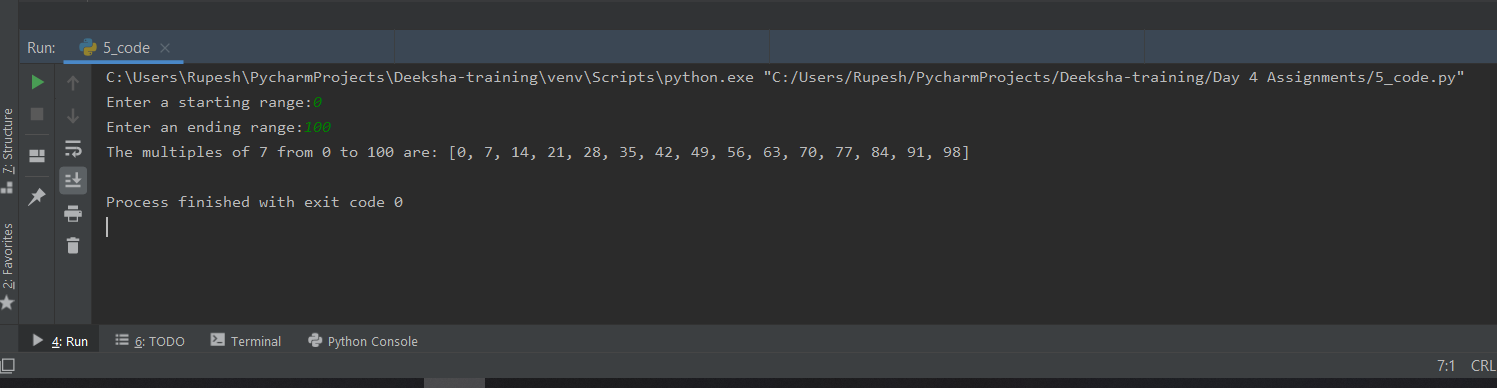 Run: 5_code
C:\Users\Rupesh\PycharmProjects\Deeksha-training\venv\Scripts\python.exe "C:/Users/Rupesh/PycharmProjects/Deeksha-training/Day 4 Assignments/5_code.py"
Enter a starting range:0
Enter an ending range:100
The multiples of 7 from 0 to 100 are: [0, 7, 14, 21, 28, 35, 42, 49, 56, 63, 70, 77, 84, 91, 98]
Process finished with exit code 0
7: Structure
2: Favorites
4: Run 6: TODO Terminal Python Console
7:1 CRL